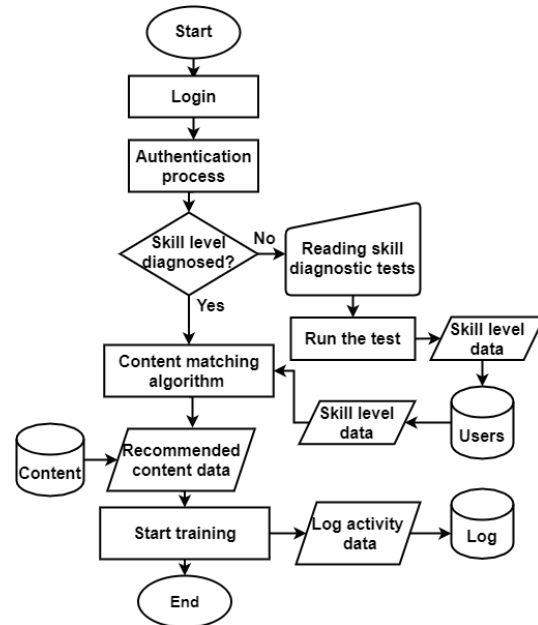 Start
Login
Authentication
process
Skill level
diagnosed?
No
Reading skill
diagnostic tests
Yes
Run the test
Skill level
data
Content matching
algorithm
Skill level
data
Users
Content
Recommended
content data
Start training
Log activity
data
Log
End